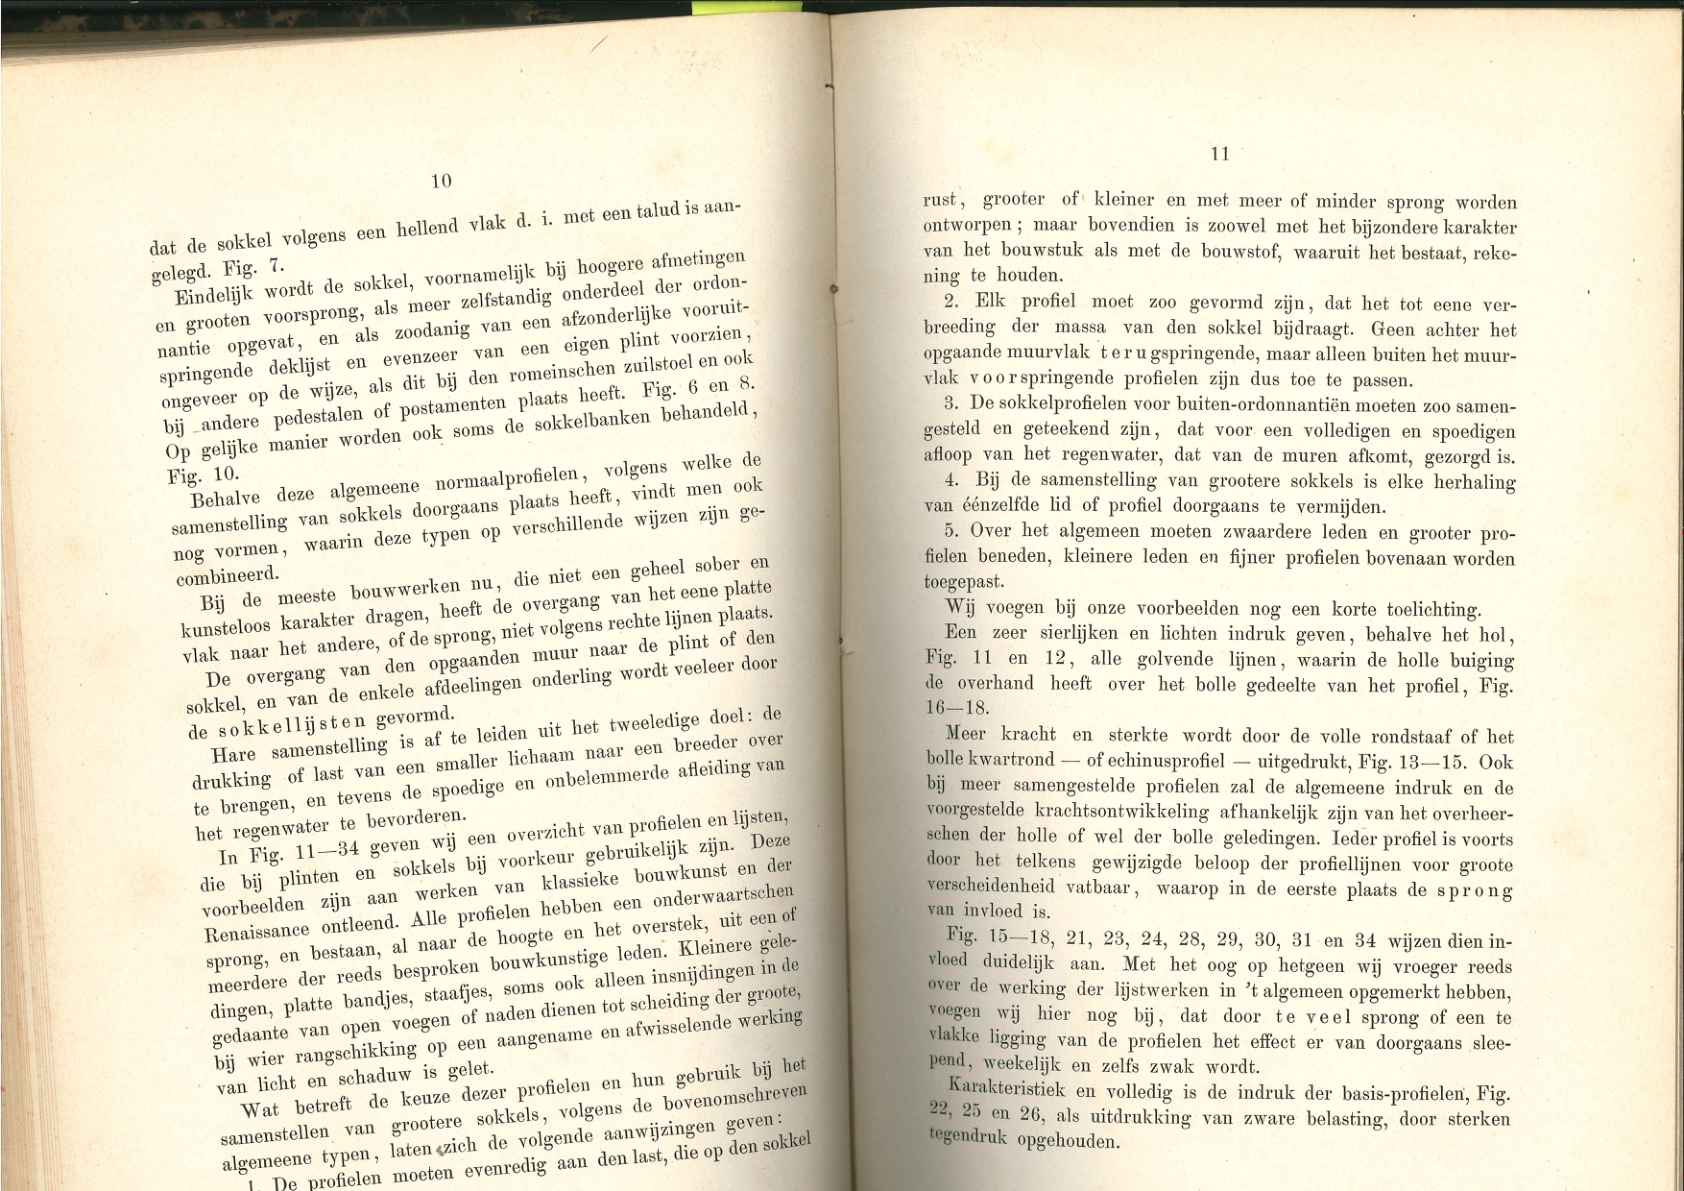 10
dat de sokkel volgens een hellend vlak d. i. met een talud is aan-
gelegd. Fig. 7.
Eindelijk wordt de sokkel, voornamelijk bij hoogere afmetingen
en grooten voorsprong, als meer zelfstandig onderdeel der ordon-
nantie opgevat, en als zoodanig van een afzonderlijke vooruit-
springende deklijst en evenzeer van een eigen plint voorzien,
ongeveer op de wijze, als dit bij den romeinschen zuilstoel en ook
bij andere pedestalen of postamenten plaats heeft. Fig. 6 en 8.
Op gelijke manier worden ook soms de sokkelbanken behandeld,
Fig. 10.
Behalve deze algemeene normaalprofielen, volgens welke de
samenstelling van sokkels doorgaans plaats heeft, vindt men ook
nog vormen, waarin deze typen op verschillende wijzen zijn ge-
combineerd.
Bij de meeste bouwwerken nu, die niet een geheel sober en
kunsteloos karakter dragen, heeft de overgang van het eene platte
vlak naar het andere, of de sprong, niet volgens rechte lijnen plaats.
De overgang van den opgaanden muur naar de plint of den
sokkel, en van de enkele afdeelingen onderling wordt veeleer door
de sokkellijsten gevormd.
Hare samenstelling is af te leiden uit het tweeledige doel: de
drukking of last van een smaller lichaam naar een breeder over
te brengen, en tevens de spoedige en onbelemmerde afleiding van
het regenwater te bevorderen.
In Fig. 11—34 geven wij een overzicht van profielen en lijsten,
die bij plinten en sokkels bij voorkeur gebruikelijk zijn. Deze
voorbeelden zijn aan werken van klassieke bouwkunst en der
Renaissance ontleend. Alle profielen hebben een onderwaartschen
sprong, en bestaan, al naar de hoogte en het overstek, uit een of
meerdere der reeds besproken bouwkunstige leden. Kleinere gele-
dingen, platte bandjes, staafjes, soms ook alleen insnijdingen in de
gedaante van open voegen of naden dienen tot scheiding der groote,
bij wier rangschikking op een aangename en afwisselende werking
van licht en schaduw is gelet.
Wat betreft de keuze dezer profielen en hun gebruik bij het
samenstellen van grootere sokkels, volgens de bovenomschreven
algemeene typen, laten zich de volgende aanwijzingen geven:
1. De profielen moeten evenredig aan den last, die op den sokkel
11
rust, grooter of kleiner en met meer of minder sprong worden
ontworpen; maar bovendien is zoowel met het bijzondere karakter
van het bouwstuk als met de bouwstof, waaruit het bestaat, reke-
ning te houden.
2. Elk profiel moet zoo gevormd zijn, dat het tot eene ver-
breeding der massa van den sokkel bijdraagt. Geen achter het
opgaande muurvlak terugspringende, maar alleen buiten het muur-
vlak voorspringende profielen zijn dus toe te passen.
3. De sokkelprofielen voor buiten-ordonnantiën moeten zoo samen-
gesteld en geteekend zijn, dat voor een volledigen en spoedigen
afloop van het regenwater, dat van de muren afkomt, gezorgd is.
4. Bij de samenstelling van grootere sokkels is elke herhaling
van éénzelfde lid of profiel doorgaans te vermijden.
5. Over het algemeen moeten zwaardere leden en grooter pro-
fielen beneden, kleinere leden en fijner profielen bovenaan worden
toegepast.
Wij voegen bij onze voorbeelden nog een korte toelichting.
Een zeer sierlijken en lichten indruk geven, behalve het hol,
Fig. 11 en 12, alle golvende lijnen, waarin de holle buiging
de overhand heeft over het bolle gedeelte van het profiel, Fig.
16—18.
Meer kracht en sterkte wordt door de volle rondstaaf of het
bolle kwartrond — of echinusprofiel — uitgedrukt, Fig. 13—15. Ook
bij meer samengestelde profielen zal de algemeene indruk en de
voorgestelde krachtsontwikkeling afhankelijk zijn van het overheer-
schen der holle of wel der bolle geledingen. Ieder profiel is voorts
door het telkens gewijzigde beloop der profiellijnen voor groote
verscheidenheid vatbaar, waarop in de eerste plaats de sprong
van invloed is.
Fig. 15—18, 21, 23, 24, 28, 29, 30, 31 en 34 wijzen dien in-
vloed duidelijk aan. Met het oog op hetgeen wij vroeger reeds
over de werking der lijstwerken in 't algemeen opgemerkt hebben,
voegen wij hier nog bij, dat door te veel sprong of een te
vlakke ligging van de profielen het effect er van doorgaans slee-
pend, weekelijk en zelfs zwak wordt.
Karakteristiek en volledig is de indruk der basis-profielen, Fig.
22, 25 en 26, als uitdrukking van zware belasting, door sterken
tegendruk opgehouden.